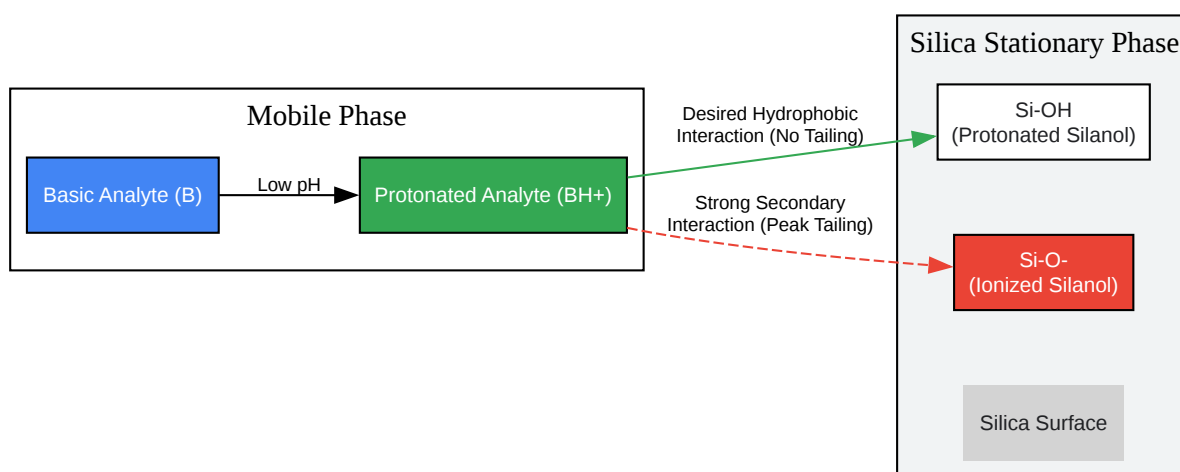 Mobile Phase
Basic Analyte (B)
Low pH
Protonated Analyte (BH+)
Desired Hydrophobic
Interaction (No Tailing)
Strong Secondary
Interaction (Peak Tailing)
Silica Stationary Phase
Si-OH
(Protonated Silanol)
Si-O-
(Ionized Silanol)
Silica Surface